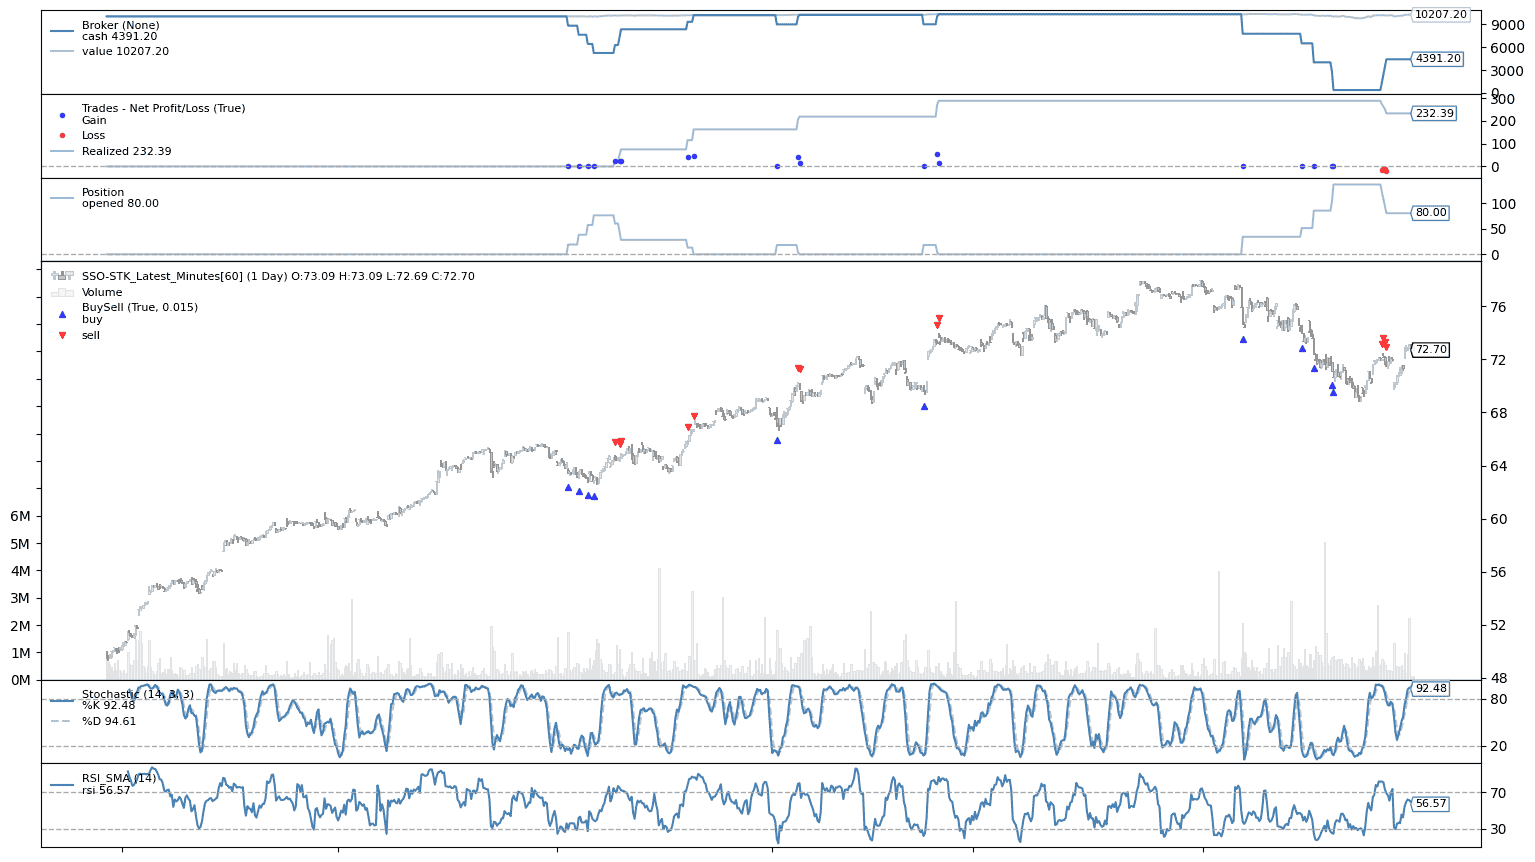 Broker (None)
cash 4391.20
value 10207.20
10207.20
9000
6000
4391.20
3000
0
Trades - Net Profit/Loss (True)
Gain
Loss
Realized 232.39
300
232.39
200
100
0
Position
opened 80.00
100
80.00
50
0
SSO-STK_Latest_Minutes[60] (1 Day) O:73.09 H:73.09 L:72.69 C:72.70
Volume
BuySell (True, 0.015)
buy
sell
76
72.70
72
68
64
60
56
52
48
6M
5M
4M
3M
2M
1M
0M
Stochastic (14, 3, 3)
%K 92.48
%D 94.61
92.48
80
20
RSI_SMA (14)
rsi 56.57
70
56.57
30